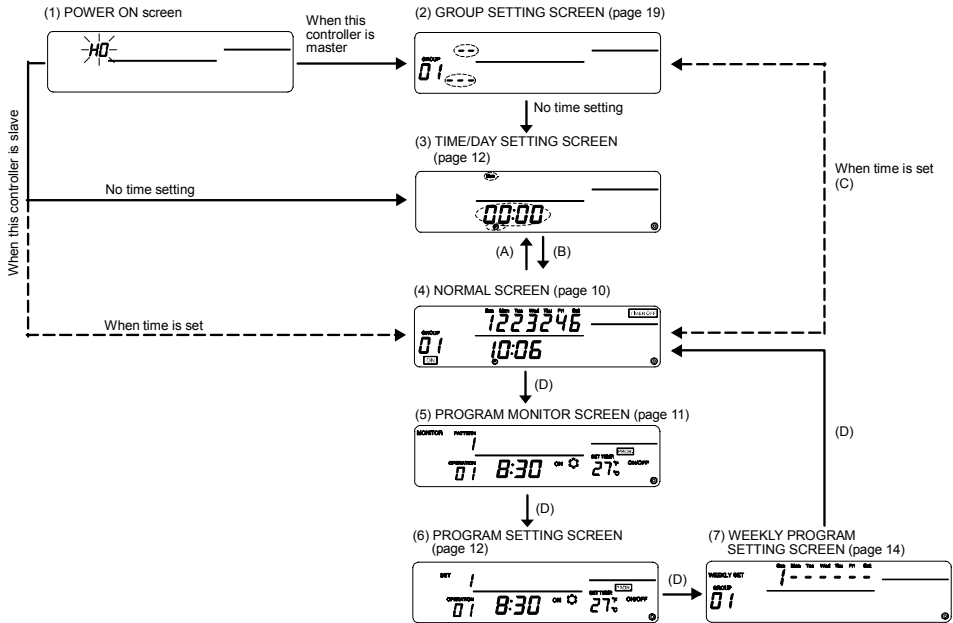 (1) POWER ON screen
HO
When this
controller is
master
(2) GROUP SETTING SCREEN (page 19)
GROUP
01
--
---
When this controller is slave
No time setting
(3) TIME/DAY SETTING SCREEN
(page 12)
Sun
00:00
No time setting
When time is set
(C)
(A)
(B)
(4) NORMAL SCREEN (page 10)
Sun Mon Tue Wed Thu Fri Sat
1223246
TIMER OFF
GROUP
01
ON
10:06
When time is set
(D)
(5) PROGRAM MONITOR SCREEN (page 11)
MONITOR PATTERN
1
OPERATION
01
8:30
ON
SET TEMP.
PROH.
27 °F °C
ON/OFF
(D)
(D)
(6) PROGRAM SETTING SCREEN
(page 12)
SET 1
OPERATION
01
8:30
ON
SET TEMP.
PROH.
27 °F °C
ON/OFF
(D)
(7) WEEKLY PROGRAM
SETTING SCREEN (page 14)
Sun Mon Tue Wed Thu Fri Sat
WEEKLY SET
1 - - - - - -
GROUP
01